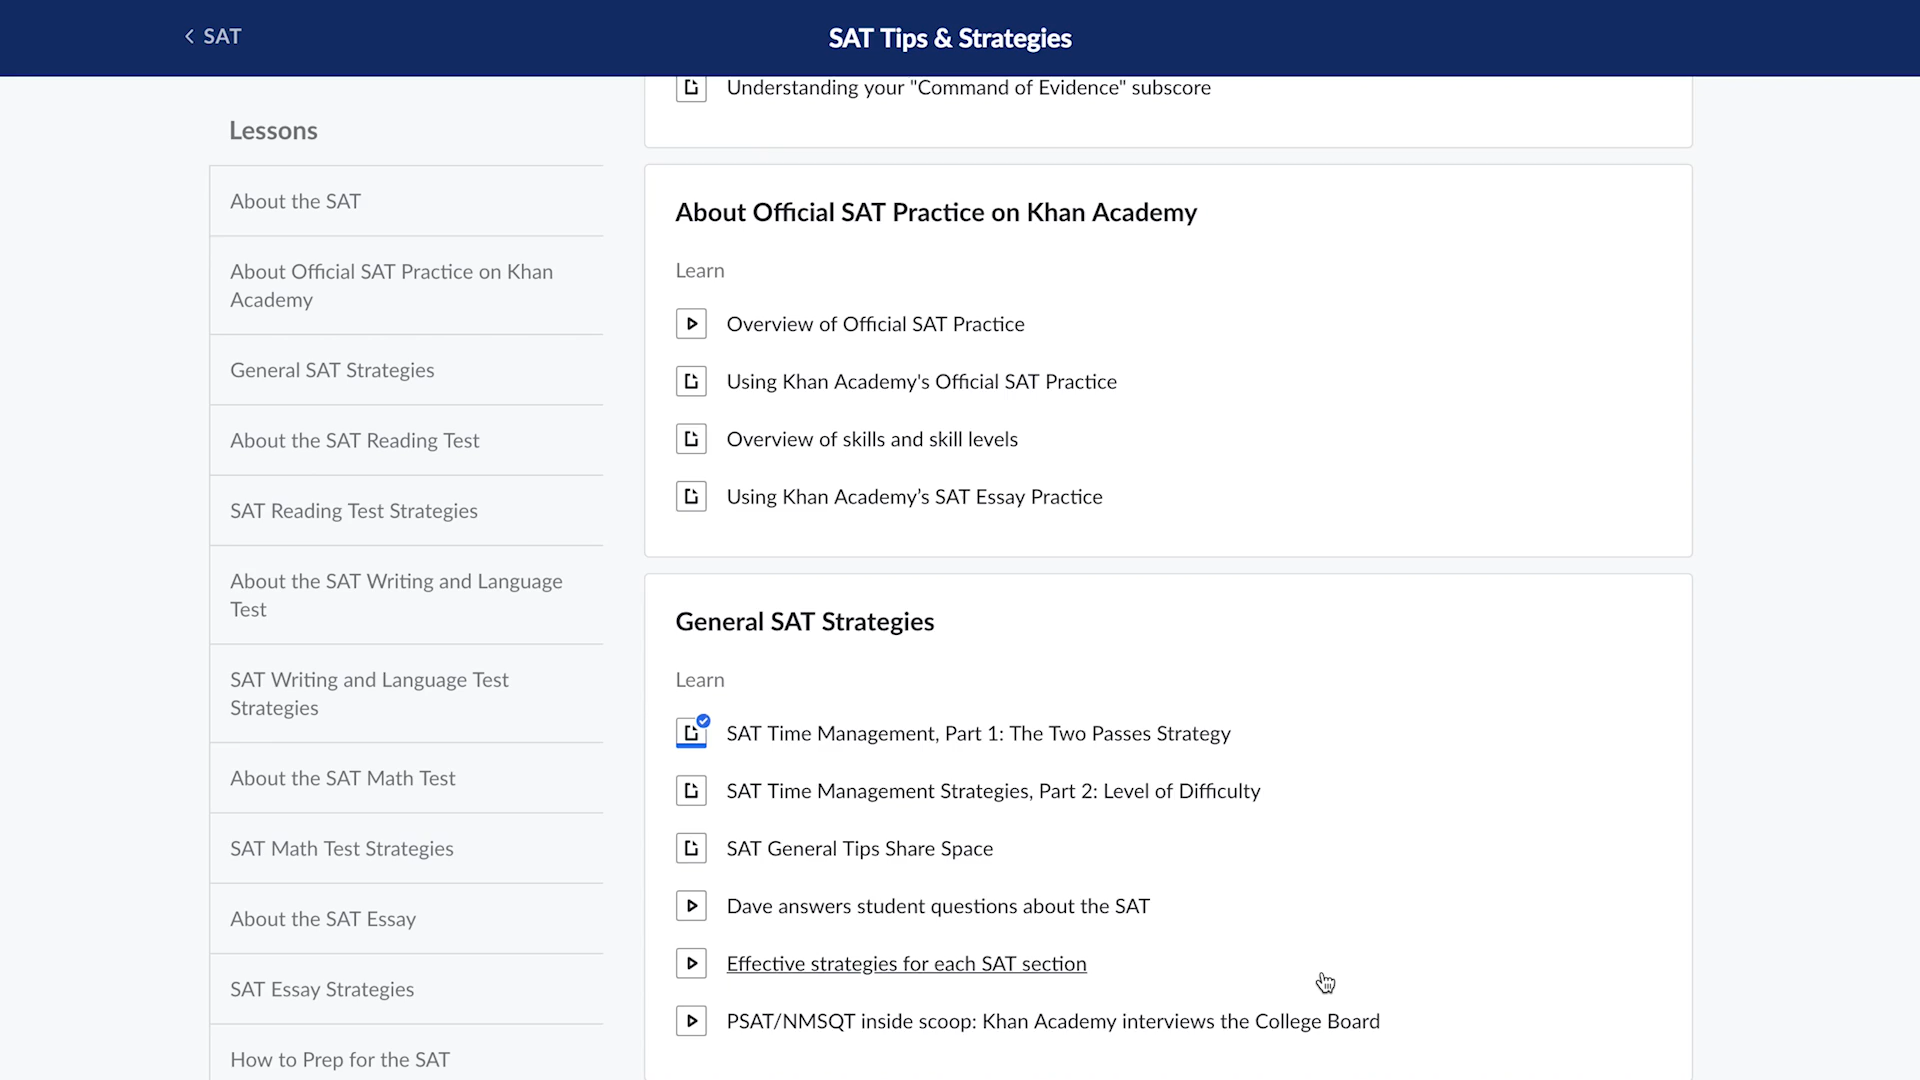 SAT
SAT Tips & Strategies
Lessons
About the SAT
About Official SAT Practice on Khan
Academy
General SAT Strategies
About the SAT Reading Test
SAT Reading Test Strategies
About the SAT Writing and Language
Test
SAT Writing and Language Test
Strategies
About the SAT Math Test
SAT Math Test Strategies
About the SAT Essay
SAT Essay Strategies
How to Prep for the SAT
Understanding your "Command of Evidence" subscore
About Official SAT Practice on Khan Academy
Learn
Overview of Official SAT Practice
Using Khan Academy's Official SAT Practice
Overview of skills and skill levels
Using Khan Academy’s SAT Essay Practice
General SAT Strategies
Learn
SAT Time Management, Part 1: The Two Passes Strategy
SAT Time Management Strategies, Part 2: Level of Difficulty
SAT General Tips Share Space
Dave answers student questions about the SAT
Effective strategies for each SAT section
PSAT/NMSQT inside scoop: Khan Academy interviews the College Board